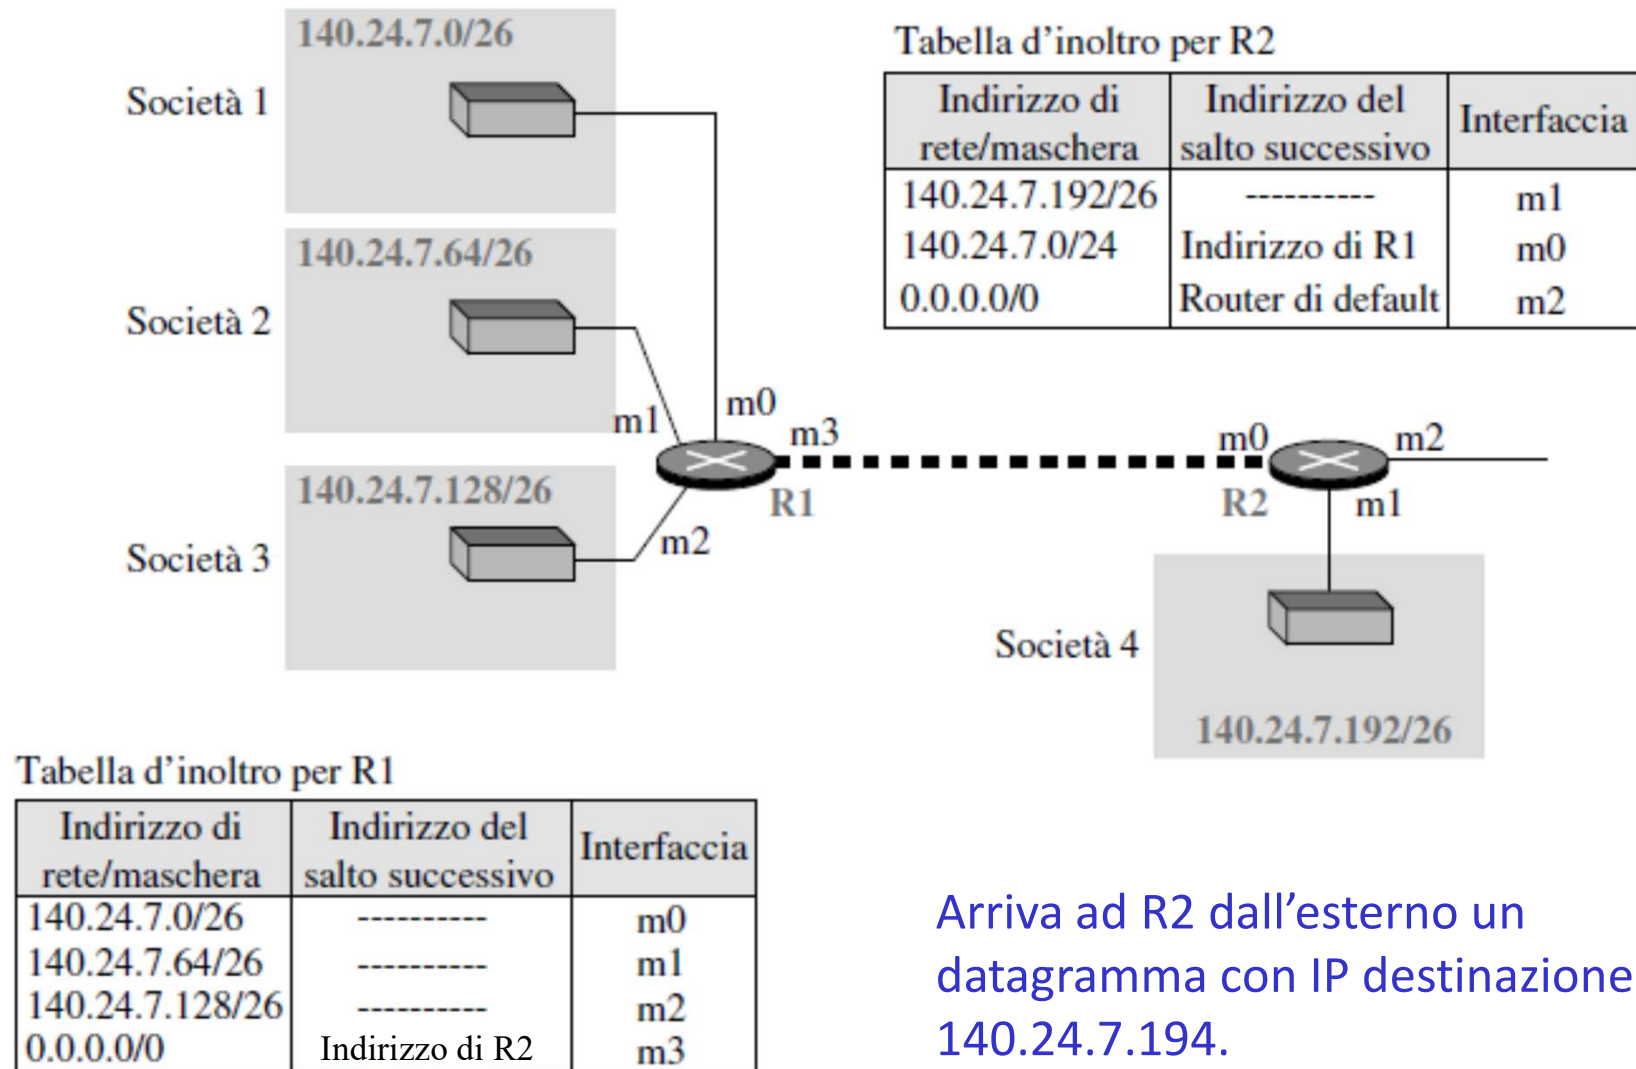 140.24.7.0/26
Società 1
140.24.7.64/26
Società 2
140.24.7.128/26
Società 3
m1
m0
m3
R1
m2
m0
m2
R2
m1
Società 4
140.24.7.192/26
Tabella d’inoltro per R2
Indirizzo di rete/maschera
Indirizzo del salto successivo
Interfaccia
140.24.7.192/26 ---------- m1
140.24.7.0/24 Indirizzo di R1 m0
0.0.0.0/0 Router di default m2
Tabella d’inoltro per R1
Indirizzo di rete/maschera
Indirizzo del salto successivo
Interfaccia
140.24.7.0/26 ---------- m0
140.24.7.64/26 ---------- m1
140.24.7.128/26 ---------- m2
0.0.0.0/0 Indirizzo di R2 m3
Arriva ad R2 dall’esterno un
datagramma con IP destinazione
140.24.7.194.